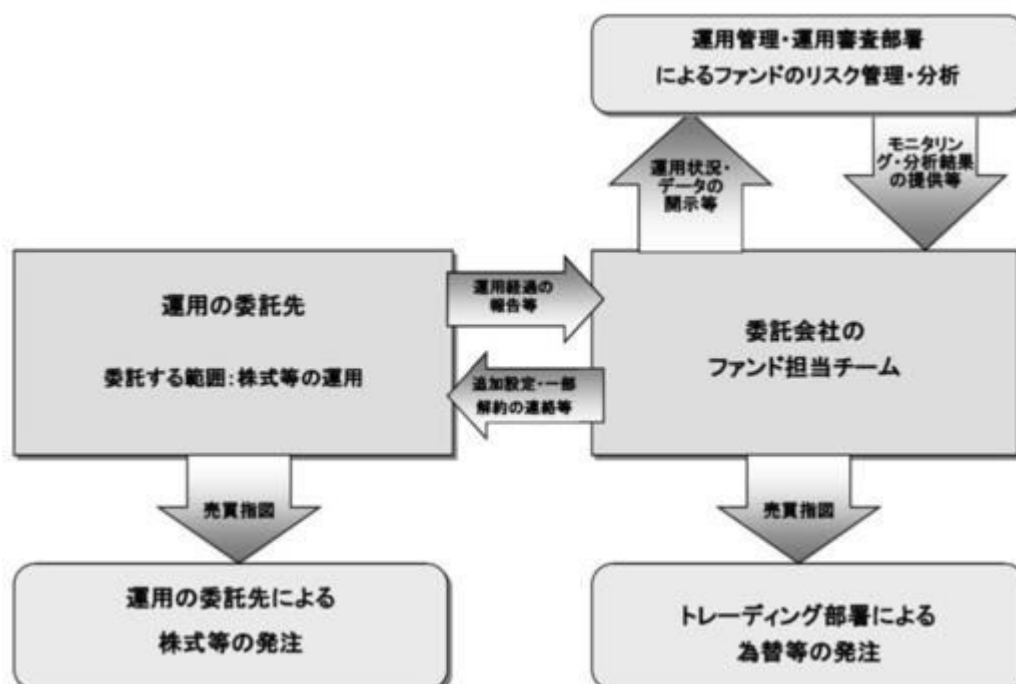 運用管理・運用審査部署
によるファンドのリスク管理・分析
運用状況・
データの
開示等
モニタリン
グ・分析結果
の提供等
運用の委託先
委託する範囲:株式等の運用
運用経過の
報告等
追加設定・一部
解約の連絡等
委託会社の
ファンド担当チーム
売買指図
売買指図
運用の委託先による
株式等の発注
トレーディング部署による
為替等の発注